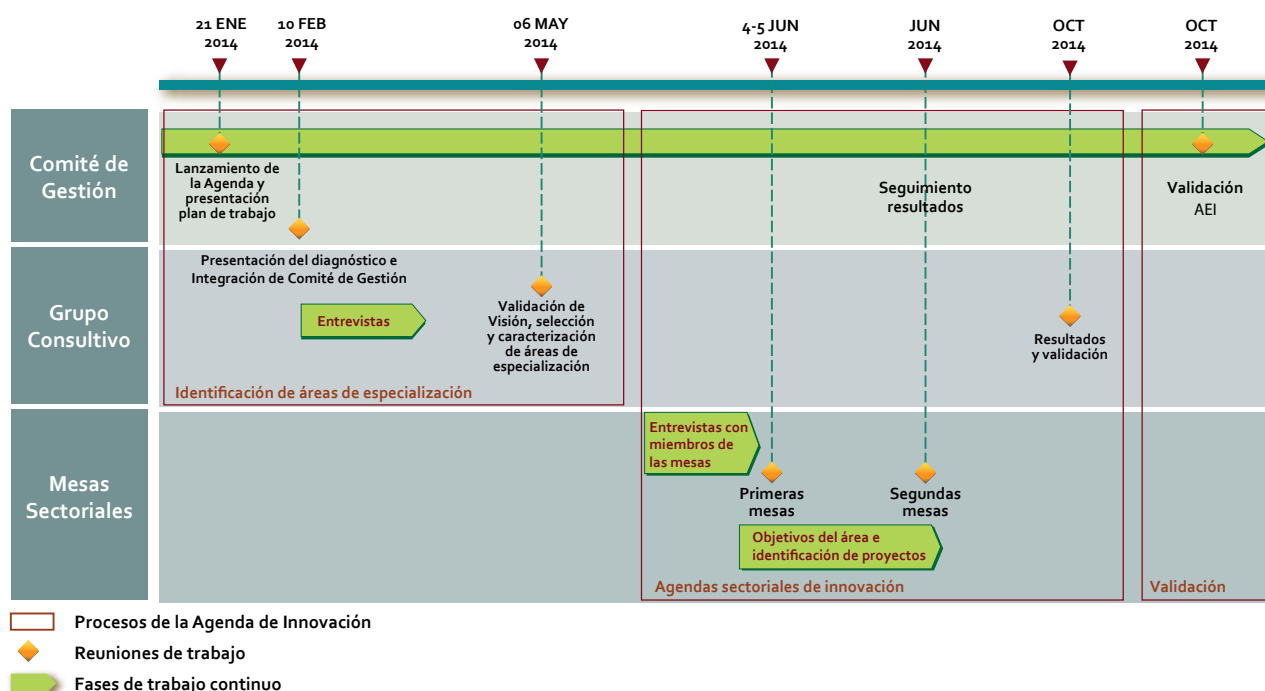 21 ENE
2014
10 FEB
2014
06 MAY
2014
4-5 JUN
2014
JUN
2014
OCT
2014
OCT
2014
Comité de
Gestión
Lanzamiento de
la Agenda y
presentación
plan de trabajo
Seguimiento
resultados
Validación
AEI
Grupo
Consultivo
Presentación del diagnóstico e
Integración de Comité de Gestión
Entrevistas
Validación de
Visión, selección
y caracterización
de áreas de
especialización
Resultados
y validación
Identificación de áreas de especialización
Mesas
Sectoriales
Entrevistas con
miembros de
las mesas
Primeras
mesas
Segundas
mesas
Objetivos del área e
identificación de proyectos
Agendas sectoriales de innovación
Validación
Procesos de la Agenda de Innovación
Reuniones de trabajo
Fases de trabajo continuo